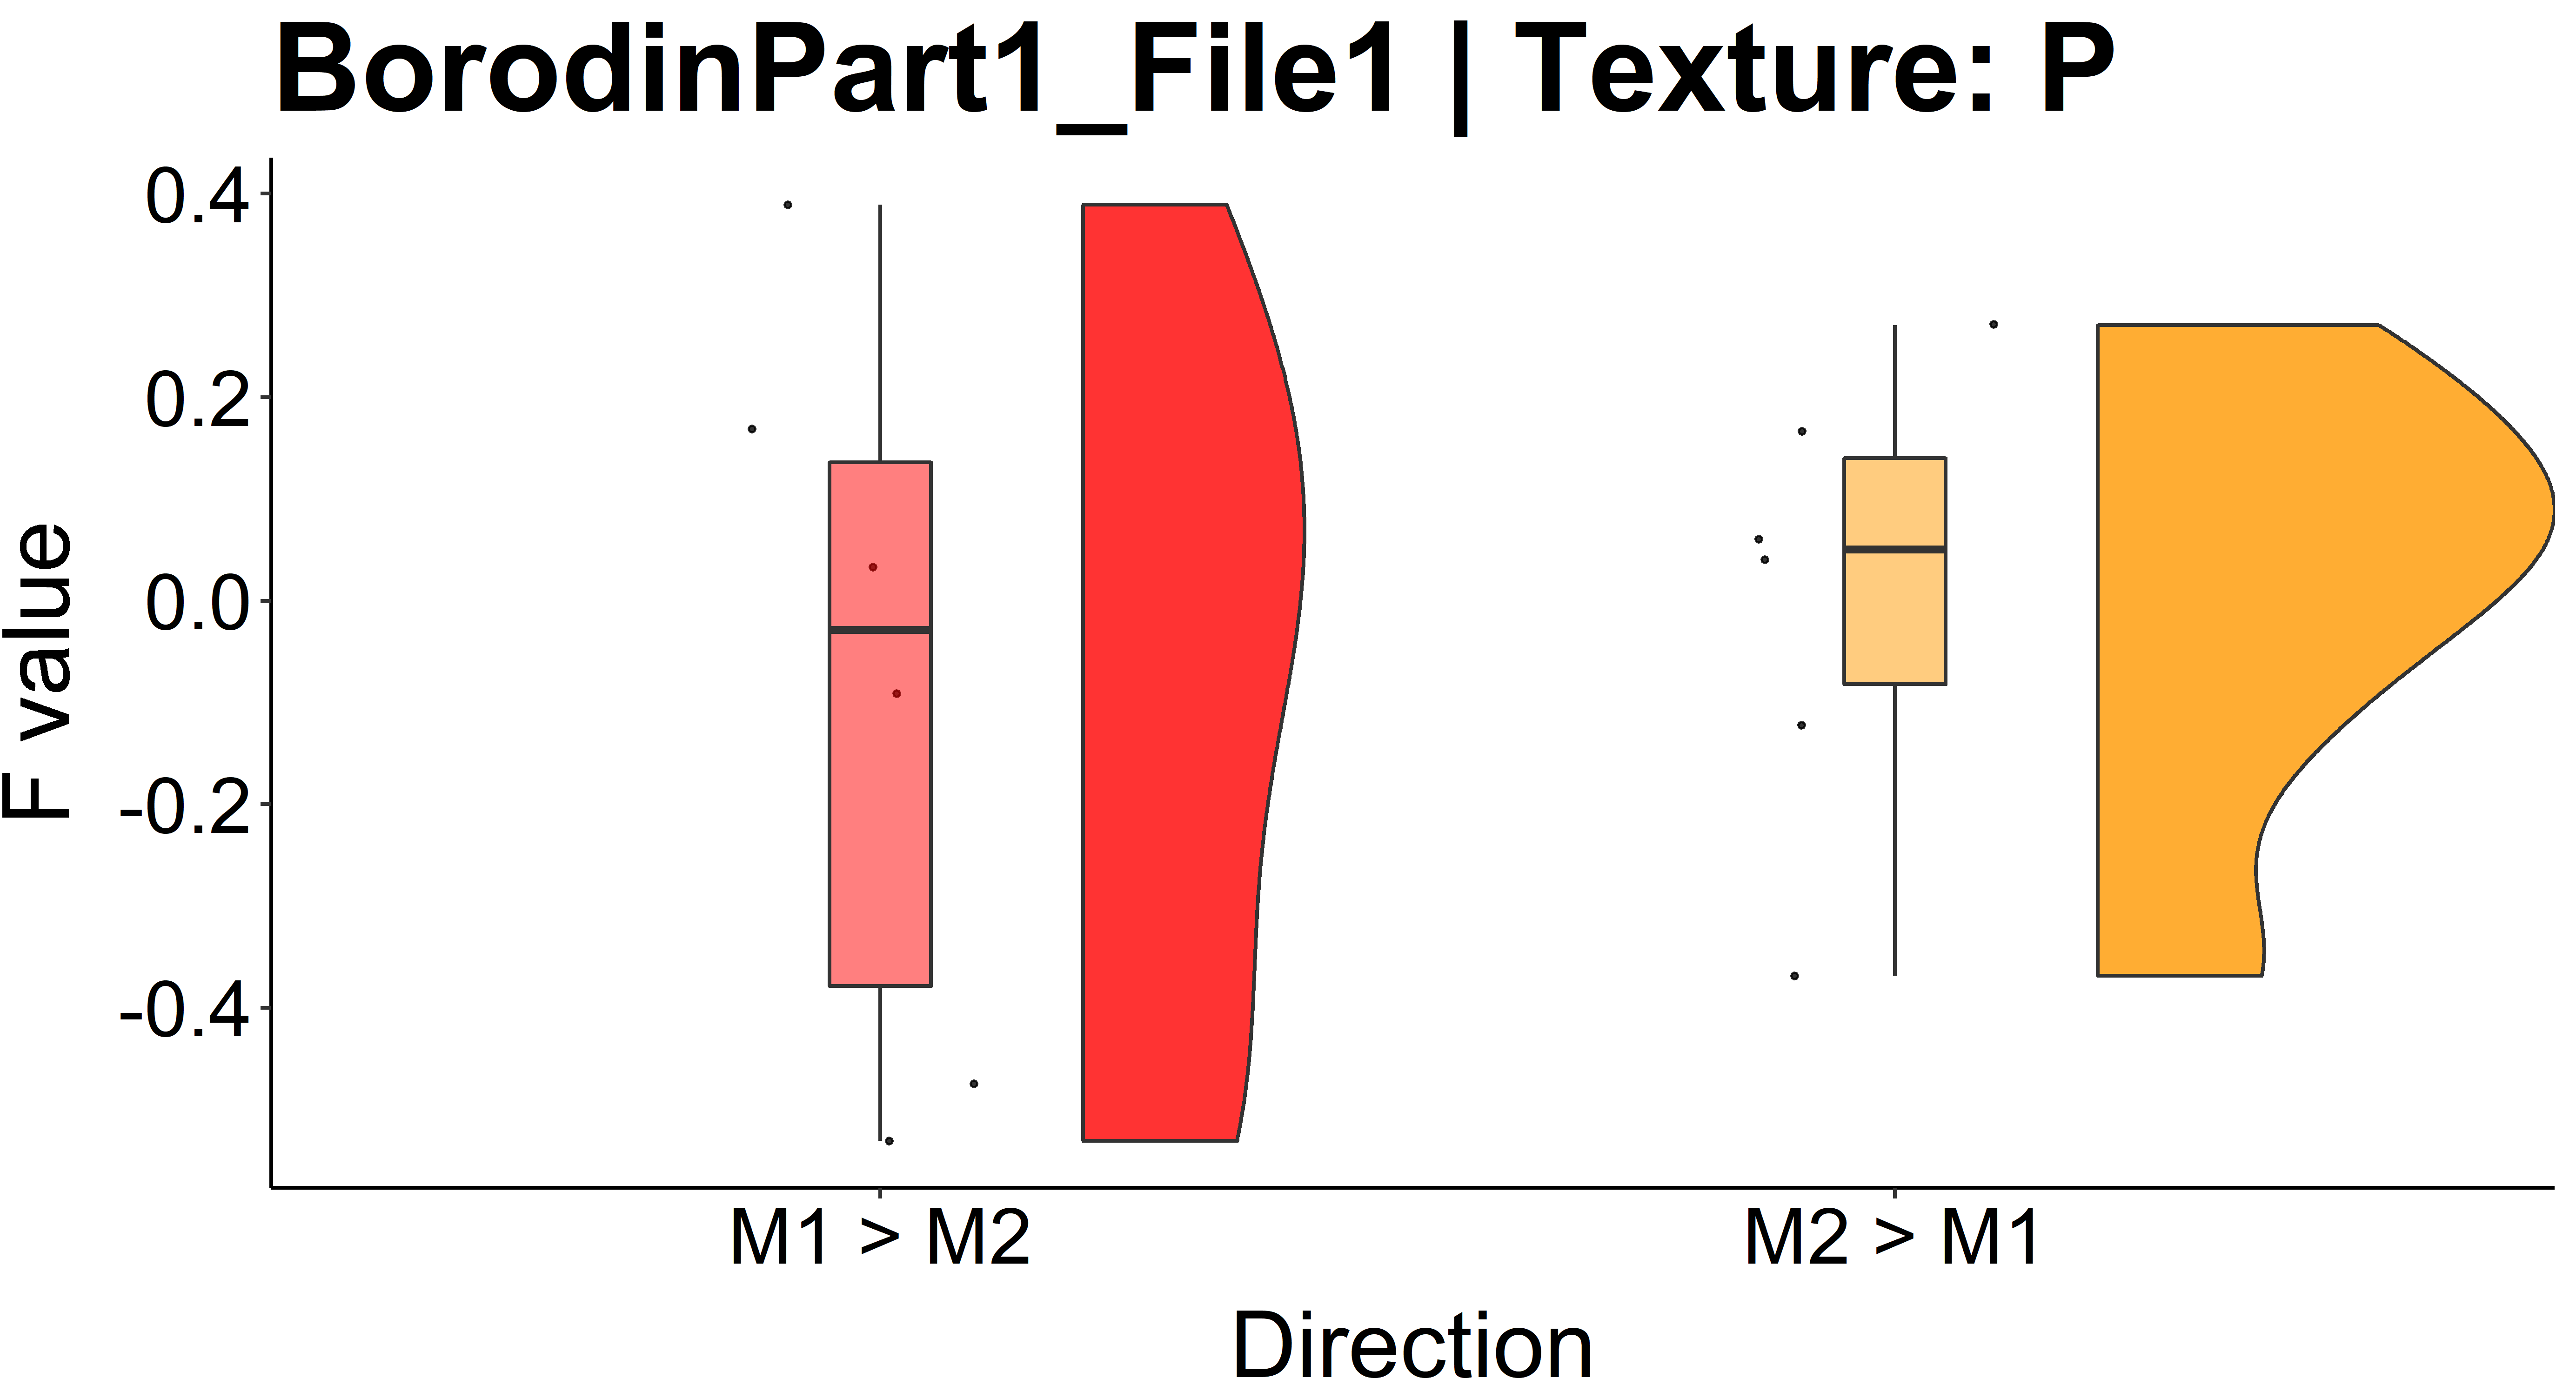 BorodinPart1_File1 | Texture: P
F value
0.4
0.2
0.0
-0.2
-0.4
M1 > M2
M2 > M1
Direction